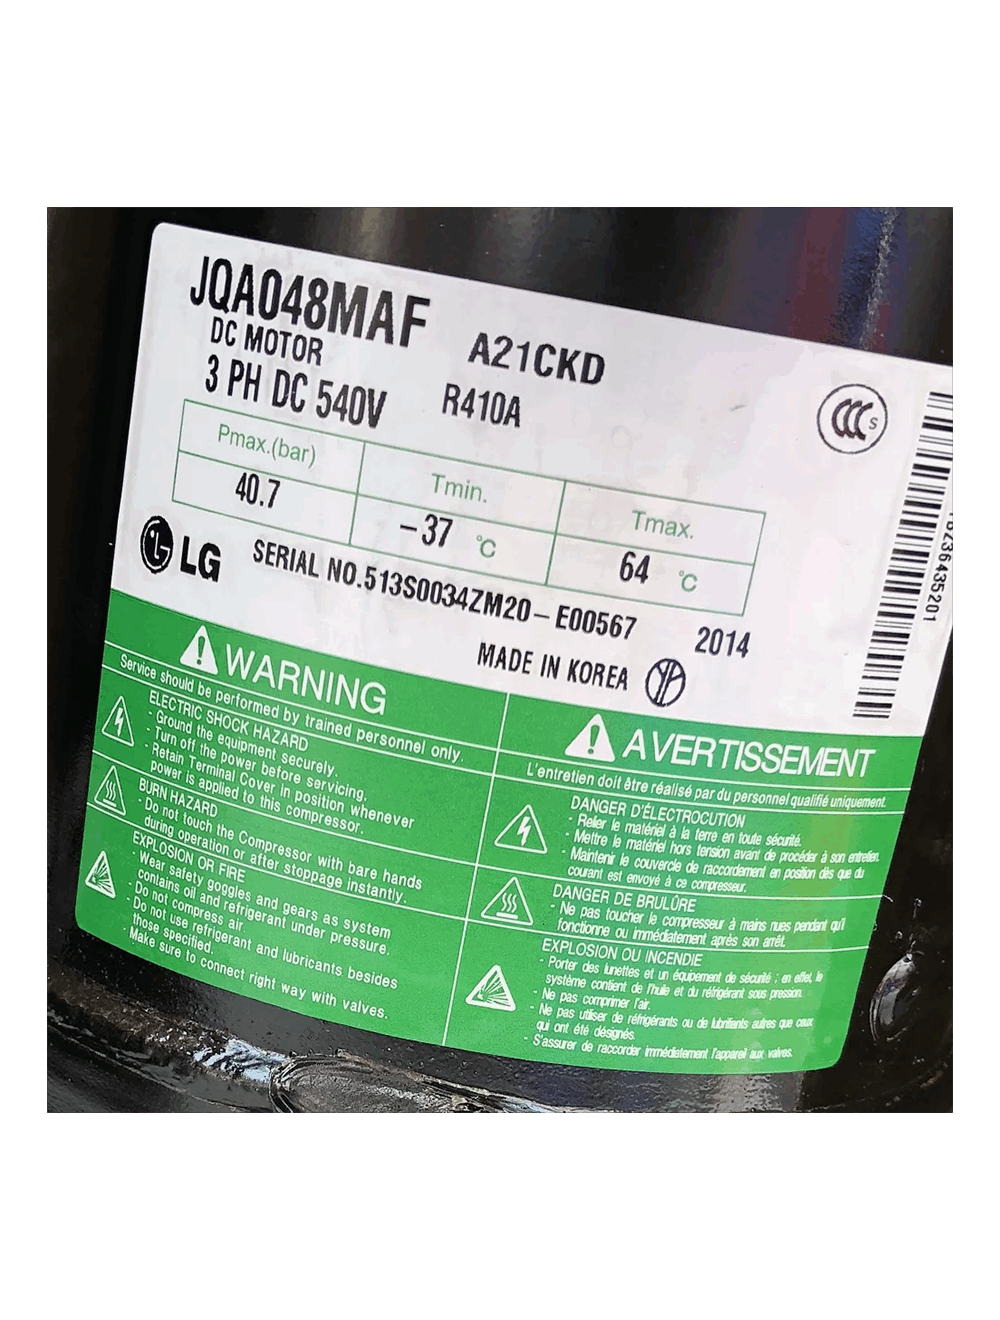 JQA048MAF
DC MOTOR
A21CKD
3 PH DC 540V
R410A
CCC S
Pmax.(bar) Tmin. Tmax.
40.7 -37 °C 64 °C
LG
SERIAL NO.513S0034ZM20-E00567
2014
MADE IN KOREA
WARNING
Service should be performed by trained personnel only.
ELECTRIC SHOCK HAZARD
- Ground the equipment securely.
- Turn off the power before servicing.
- Retain Terminal Cover in position whenever
power is applied to this compressor.
BURN HAZARD
- Do not touch the Compressor with bare hands
during operation or after stoppage instantly.
EXPLOSION OR FIRE
- Wear safety goggles and gears as system
contains oil and refrigerant under pressure.
- Do not compress air.
- Do not use refrigerant and lubricants besides
those specified.
- Make sure to connect right way with valves.
AVERTISSEMENT
L'entretien doit être réalisé par du personnel qualifié uniquement.
DANGER D'ÉLECTROCUTION
- Relier le matériel à la terre en toute sécurité.
- Mettre le matériel hors tension avant de procéder à son entretien.
- Maintenir le couvercle de raccordement en position dès que du
courant est envoyé à ce compresseur.
DANGER DE BRULÛRE
- Ne pas toucher le compresseur à mains nues pendant qu'il
fonctionne ou immédiatement après son arrêt.
EXPLOSION OU INCENDIE
- Porter des lunettes et un équipement de sécurité : en effet, le
système contient de l'huile et du réfrigérant sous pression.
- Ne pas comprimer l'air.
- Ne pas utiliser de réfrigérants ou de lubrifiants autres que ceux
qui ont été désignés.
- S'assurer de raccorder immédiatement l'appareil aux valves.